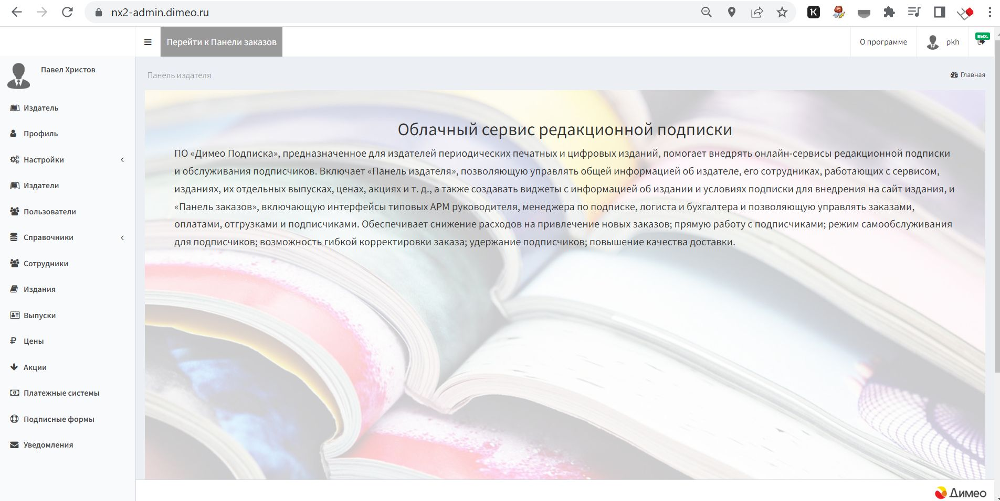 nx2-admin.dimeo.ru
Перейти к Панели заказов
О программе
pkh
вых.
Павел Христов
Панель издателя
Главная
Издатель
Профиль
Настройки
Издатели
Пользователи
Справочники
Сотрудники
Издания
Выпуски
Цены
Акции
Платежные системы
Подписные формы
Уведомления
Облачный сервис редакционной подписки
ПО «Димео Подписка», предназначенное для издателей периодических печатных и цифровых изданий, помогает внедрять онлайн-сервисы редакционной подписки
и обслуживания подписчиков. Включает «Панель издателя», позволяющую управлять общей информацией об издателе, его сотрудниках, работающих с сервисом,
изданиях, их отдельных выпусках, ценах, акциях и т. д., а также создавать виджеты с информацией об издании и условиях подписки для внедрения на сайт издания, и
«Панель заказов», включающую интерфейсы типовых АРМ руководителя, менеджера по подписке, логиста и бухгалтера и позволяющую управлять заказами,
оплатами, отгрузками и подписчиками. Обеспечивает снижение расходов на привлечение новых заказов; прямую работу с подписчиками; режим самообслуживания
для подписчиков; возможность гибкой корректировки заказа; удержание подписчиков; повышение качества доставки.
Димео